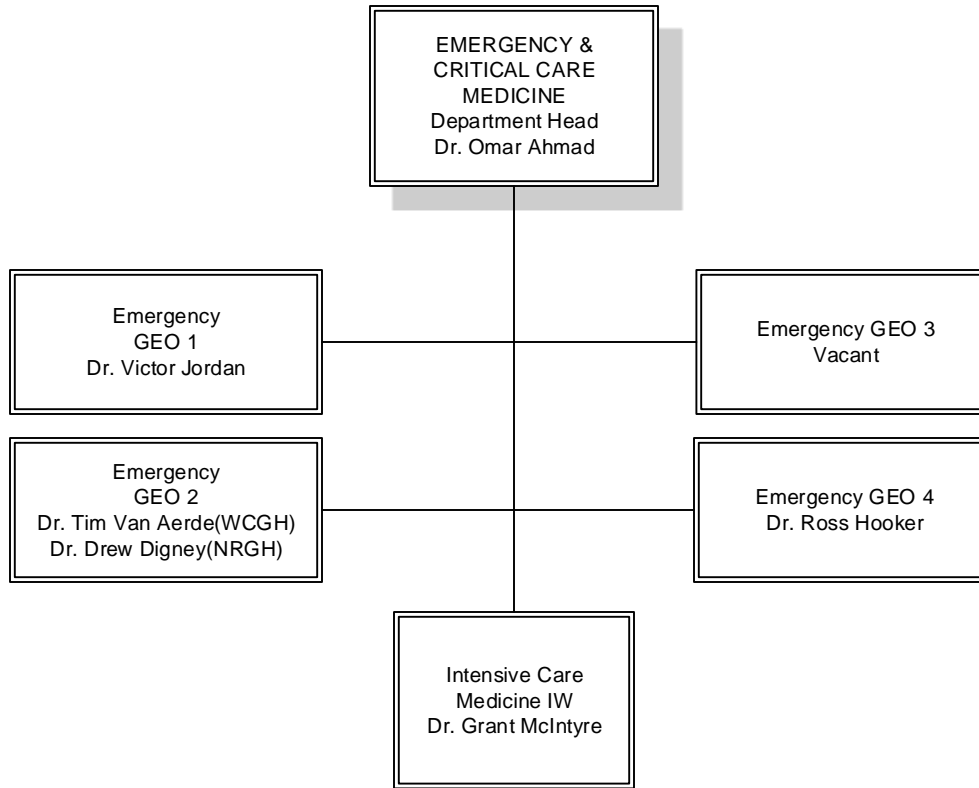 EMERGENCY &
CRITICAL CARE
MEDICINE
Department Head
Dr. Omar Ahmad
Emergency
GEO 1
Dr. Victor Jordan
Emergency GEO 3
Vacant
Emergency
GEO 2
Dr. Tim Van Aerde(WCGH)
Dr. Drew Digney(NRGH)
Emergency GEO 4
Dr. Ross Hooker
Intensive Care
Medicine IW
Dr. Grant McIntyre